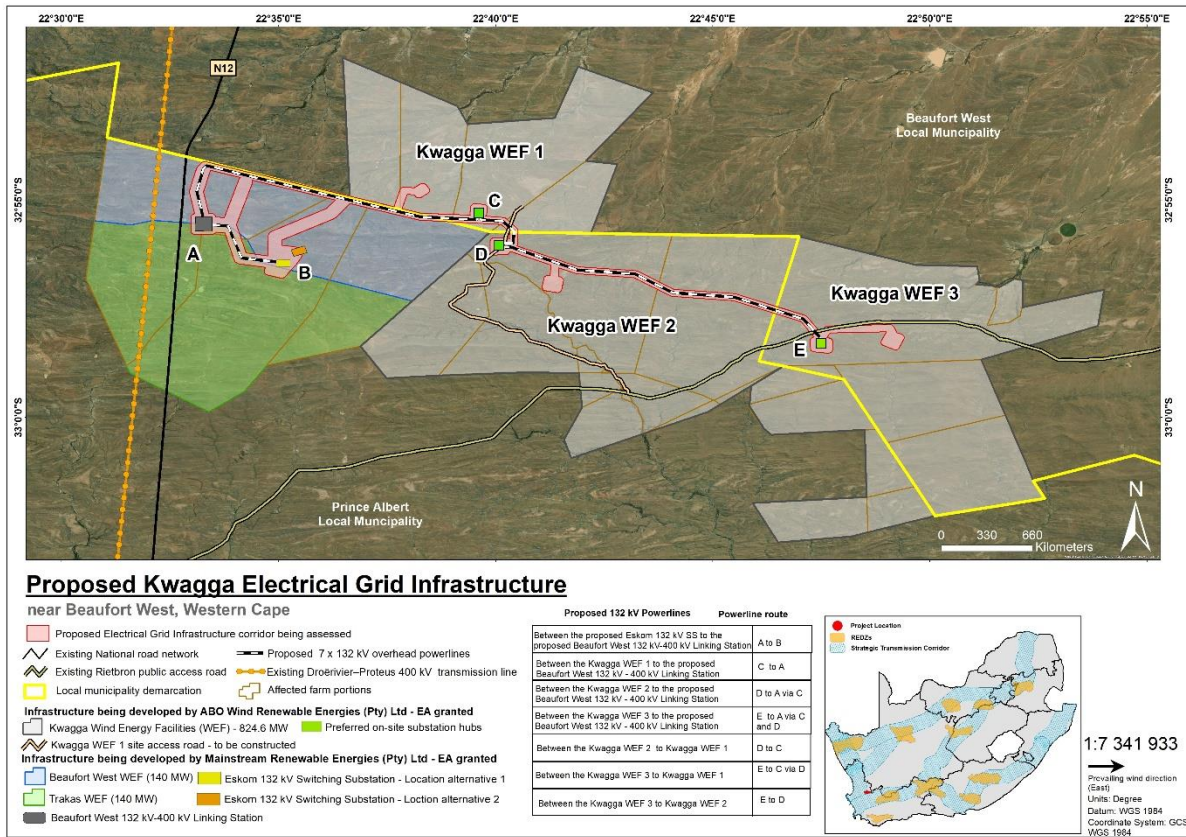 22°30'0"E
22°35'0"E
22°40'0"E
22°45'0"E
22°50'0"E
22°55'0"E
N12
Beaufort West
Local Muncipality
Kwagga WEF 1
32°55'0"S
32°55'0"S
C
A
D
B
Kwagga WEF 3
Kwagga WEF 2
E
33°0'0"S
33°0'0"S
Prince Albert
Local Muncipality
N
0 330 660
Kilometers
Proposed Kwagga Electrical Grid Infrastructure
near Beaufort West, Western Cape
Proposed Electrical Grid Infrastructure corridor being assessed
Existing National road network
Proposed 7 x 132 kV overhead powerlines
Existing Rietbron public access road
Existing Droërivier–Proteus 400 kV transmission line
Local municipality demarcation
Affected farm portions
Infrastructure being developed by ABO Wind Renewable Energies (Pty) Ltd - EA granted
Kwagga Wind Energy Facilities (WEF) - 824.6 MW
Preferred on-site substation hubs
Kwagga WEF 1 site access road - to be constructed
Infrastructure being developed by Mainstream Renewable Energies (Pty) Ltd - EA granted
Beaufort West WEF (140 MW)
Eskom 132 kV Switching Substation - Location alternative 1
Trakas WEF (140 MW)
Eskom 132 kV Switching Substation - Loction alternative 2
Beaufort West 132 kV-400 kV Linking Station
Proposed 132 kV Powerlines
Powerline route
Between the proposed Eskom 132 kV SS to the
proposed Beaufort West 132 kV-400 kV Linking Station
A to B
Between the Kwagga WEF 1 to the proposed
Beaufort West 132 kV - 400 kV Linking Station
C to A
Between the Kwagga WEF 2 to the proposed
Beaufort West 132 kV - 400 kV Linking Station
D to A via C
Between the Kwagga WEF 3 to the proposed
Beaufort West 132 kV - 400 kV Linking Station
E to A via C
and D
Between the Kwagga WEF 2 to Kwagga WEF 1
D to C
Between the Kwagga WEF 3 to Kwagga WEF 1
E to C via D
Between the Kwagga WEF 3 to Kwagga WEF 2
E to D
Project Location
REDZs
Strategic Transmission Corridor
1:7 341 933
Prevailing wind direction
(East)
Units: Degree
Datum: WGS 1984
Coordinate System: GCS
WGS 1984